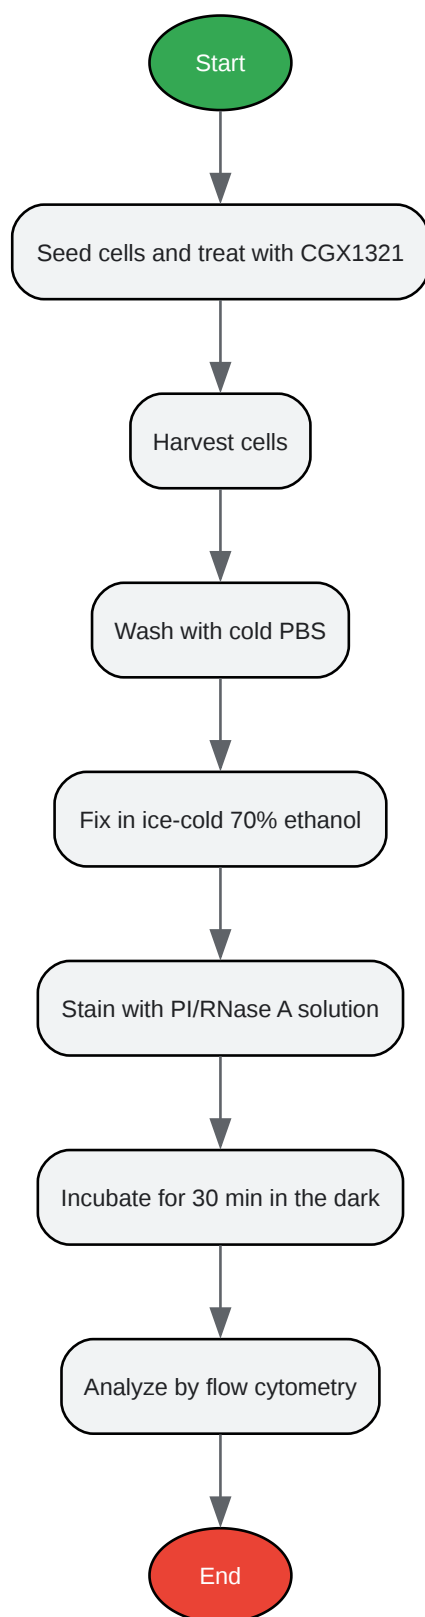 Start
Seed cells and treat with CGX1321
Harvest cells
Wash with cold PBS
Fix in ice-cold 70% ethanol
Stain with PI/RNase A solution
Incubate for 30 min in the dark
Analyze by flow cytometry
End